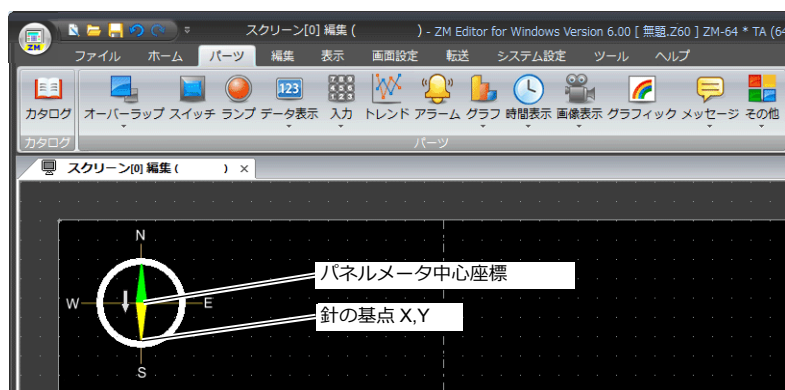 スクリーン[0] 編集 ( ) - ZM Editor for Windows Version 6.00 [ 無題.Z60 ] ZM-64 * TA (64
ZM
ファイル ホーム パーツ 編集 表示 画面設定 転送 システム設定 ツール ヘルプ
123
カタログ オーバーラップ スイッチ ランプ データ表示 入力 トレンド アラーム グラフ 時間表示 画像表示 グラフィック メッセージ その他
カタログ パーツ
スクリーン[0] 編集 ( ) ×
N
パネルメータ中心座標
W E
針の基点 X,Y
S